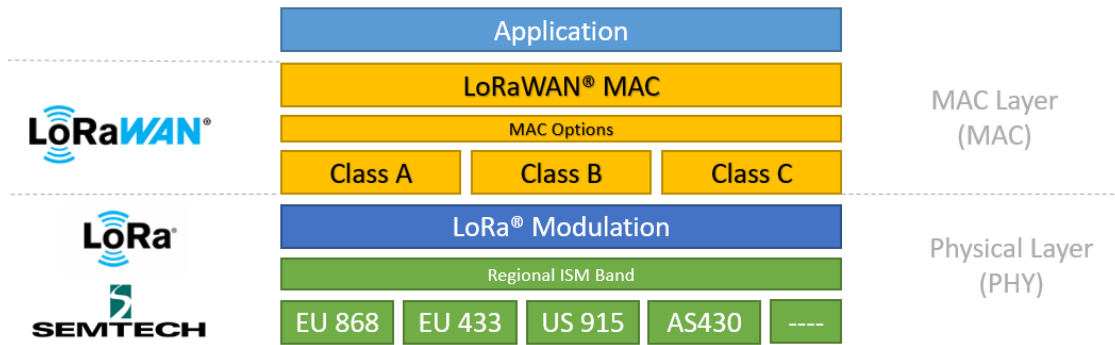 Application
LoRaWAN® MAC
MAC Options
Class A Class B Class C
LoRaWAN®
MAC Layer
(MAC)
LoRa® Modulation
Regional ISM Band
EU 868 EU 433 US 915 AS430 ----
LoRa®
SEMTECH
Physical Layer
(PHY)